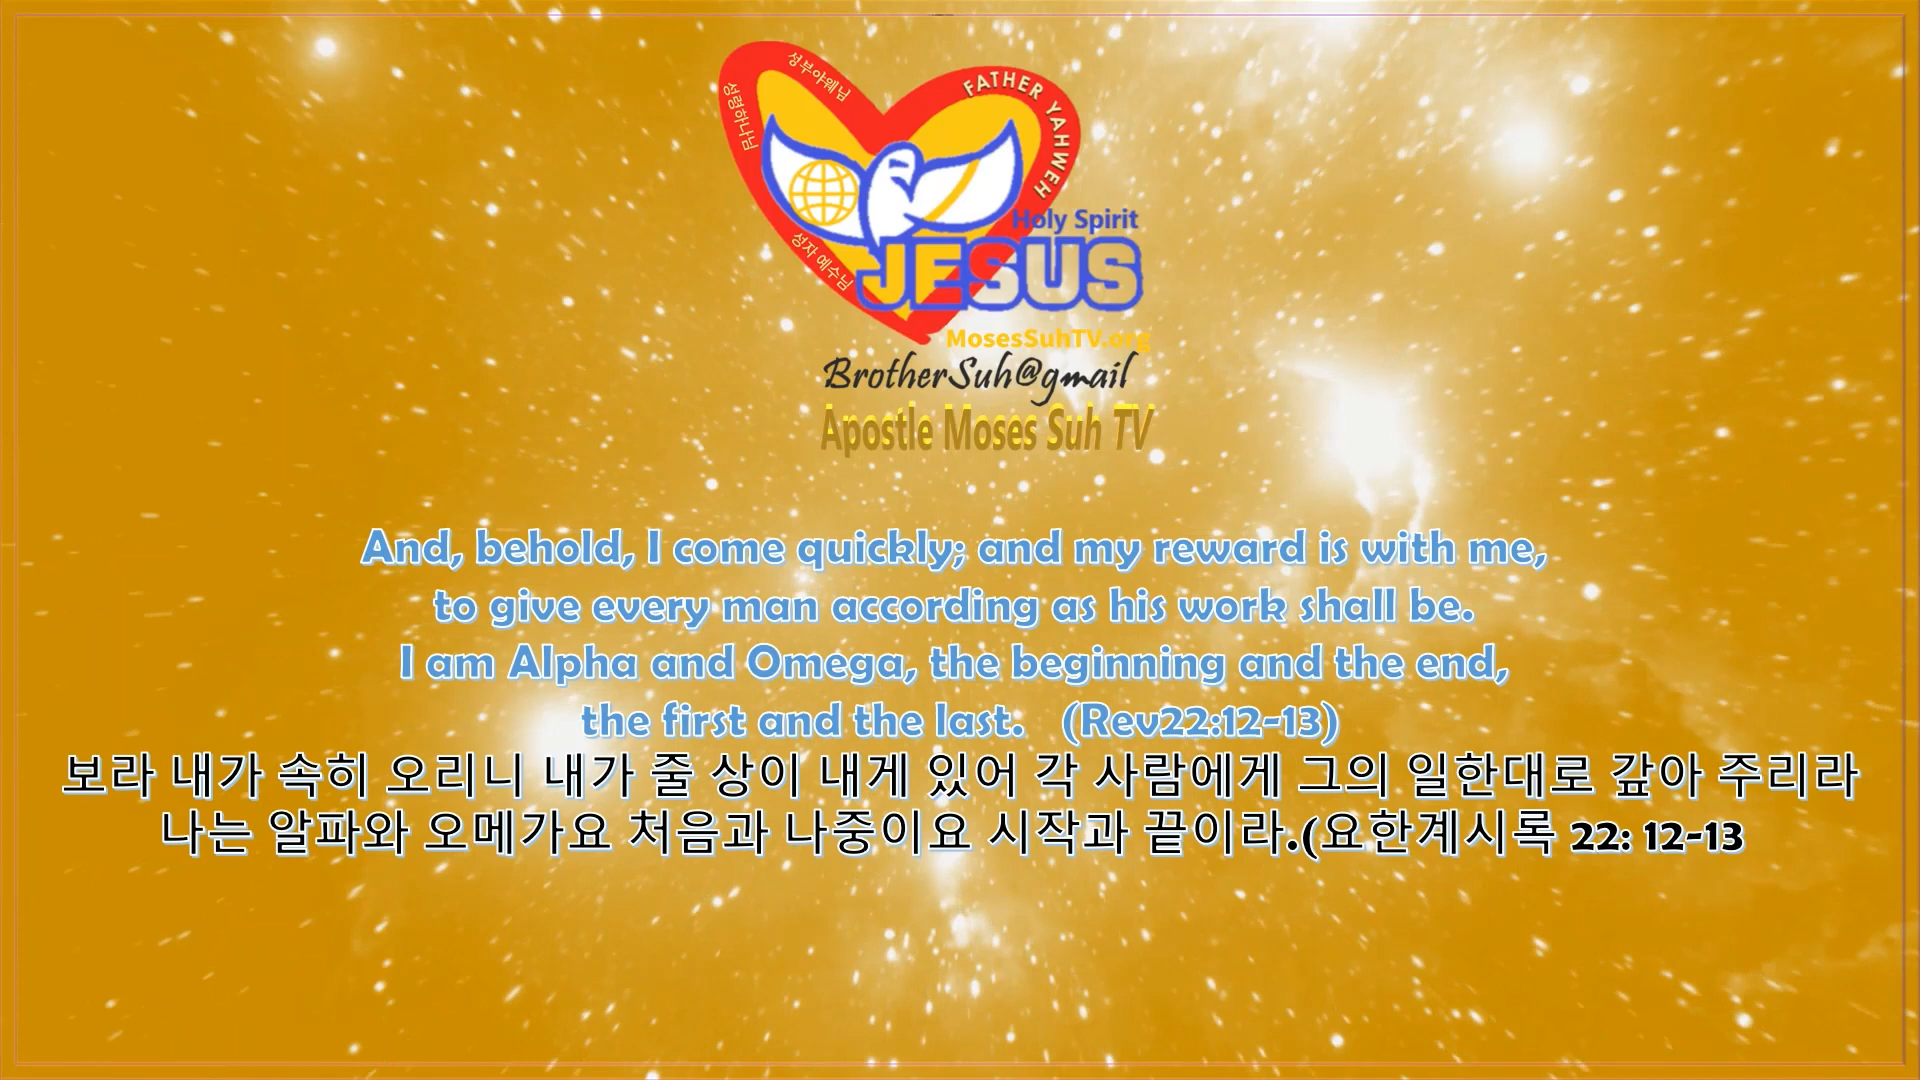 성부야웨님
성령하나님
FATHER YAHWEH
성자 예수님
Holy Spirit
JESUS
MosesSuhTV.org
BrotherSuh@gmail
Apostle Moses Suh TV
And, behold, I come quickly; and my reward is with me,
to give every man according as his work shall be.
I am Alpha and Omega, the beginning and the end,
the first and the last. (Rev22:12-13)
보라 내가 속히 오리니 내가 줄 상이 내게 있어 각 사람에게 그의 일한대로 갚아 주리라
나는 알파와 오메가요 처음과 나중이요 시작과 끝이라.(요한계시록 22: 12-13